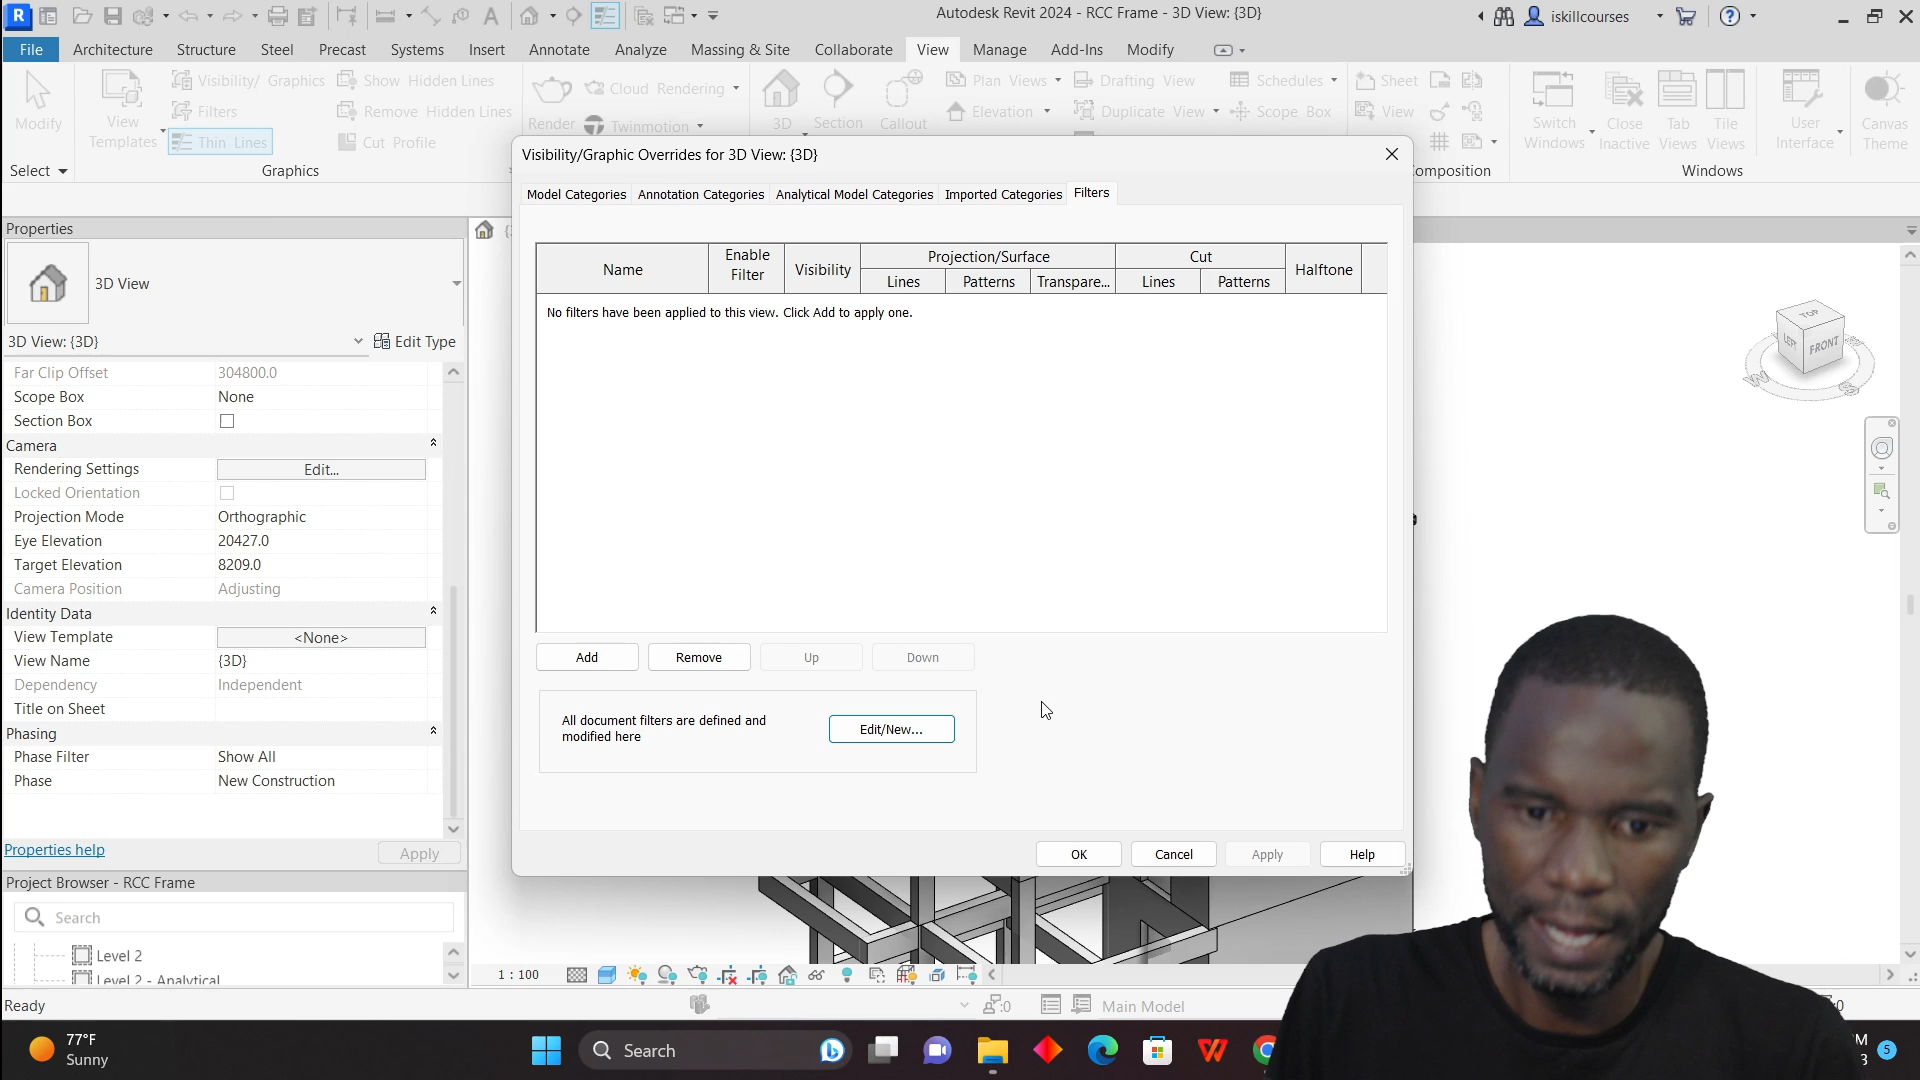 Autodesk Revit 2024 - RCC Frame - 3D View: {3D}
iskillcourses
File Architecture Structure Steel Precast Systems Insert Annotate Analyze Massing & Site Collaborate View Manage Add-Ins Modify
Modify
View Templates
Visibility/ Graphics
Filters
Thin Lines
Show Hidden Lines
Remove Hidden Lines
Cut Profile
Render
Cloud Rendering
Twinmotion
3D
Section
Callout
Plan Views
Elevation
Drafting View
Duplicate View
Schedules
Scope Box
Sheet
View
Switch Windows
Close Inactive
Tab Views
Tile Views
User Interface
Canvas Theme
Select
Graphics
omposition
Windows
Visibility/Graphic Overrides for 3D View: {3D}
Model Categories Annotation Categories Analytical Model Categories Imported Categories Filters
Name
Enable Filter
Visibility
Projection/Surface
Cut
Halftone
Lines Patterns Transpare... Lines Patterns
No filters have been applied to this view. Click Add to apply one.
Add Remove Up Down
All document filters are defined and
modified here
Edit/New...
OK Cancel Apply Help
Properties
3D View
3D View: {3D} Edit Type
Far Clip Offset 304800.0
Scope Box None
Section Box
Camera
Rendering Settings Edit...
Locked Orientation
Projection Mode Orthographic
Eye Elevation 20427.0
Target Elevation 8209.0
Camera Position Adjusting
Identity Data
View Template <None>
View Name {3D}
Dependency Independent
Title on Sheet
Phasing
Phase Filter Show All
Phase New Construction
Properties help Apply
Project Browser - RCC Frame
Search
Level 2
Level 2 - Analytical
TOP
LEFT
FRONT
W
S
1 : 100
Ready
:0
Main Model
:0
77°F
Sunny
Search
M
3
5